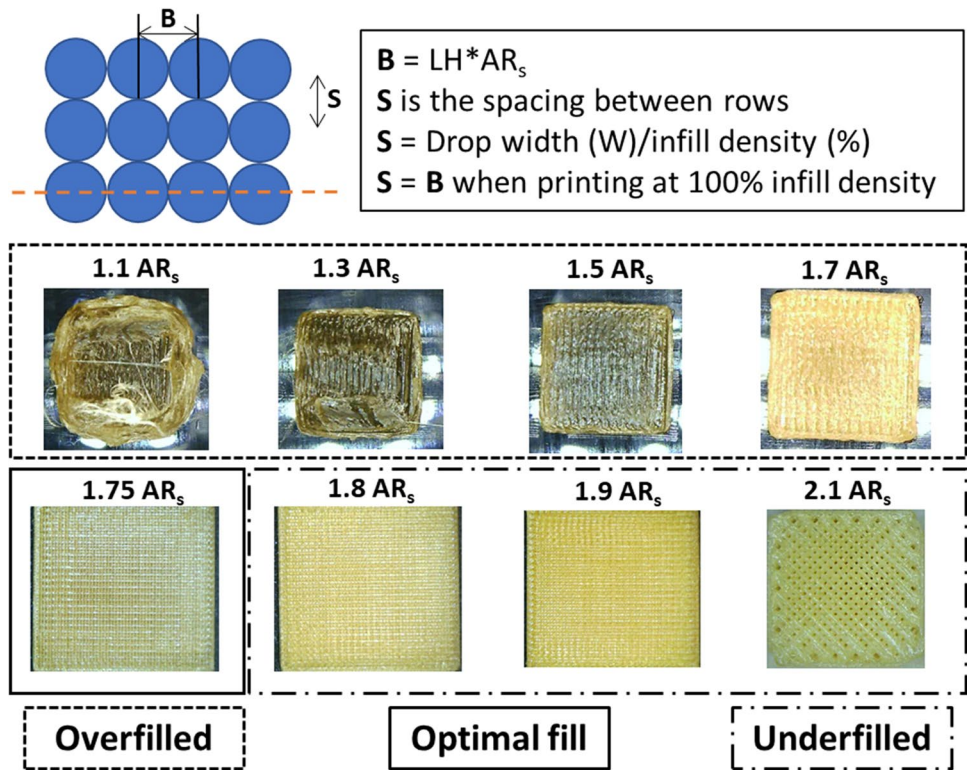 B
S
B = LH*ARs
S is the spacing between rows
S = Drop width (W)/infill density (%)
S = B when printing at 100% infill density
1.1 ARs 1.3 ARs 1.5 ARs 1.7 ARs
1.75 ARs 1.8 ARs 1.9 ARs 2.1 ARs
Overfilled Optimal fill Underfilled